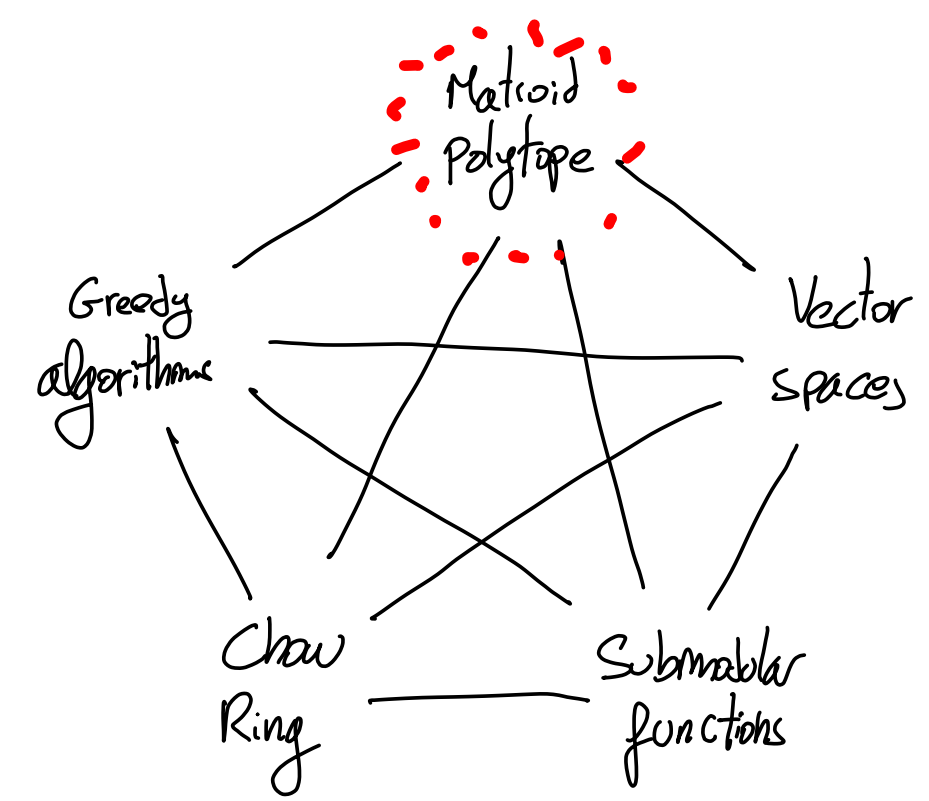 Matroid
Polytope
Greedy
algorithms
Vector
spaces
Chow
Ring
Submodular
functions